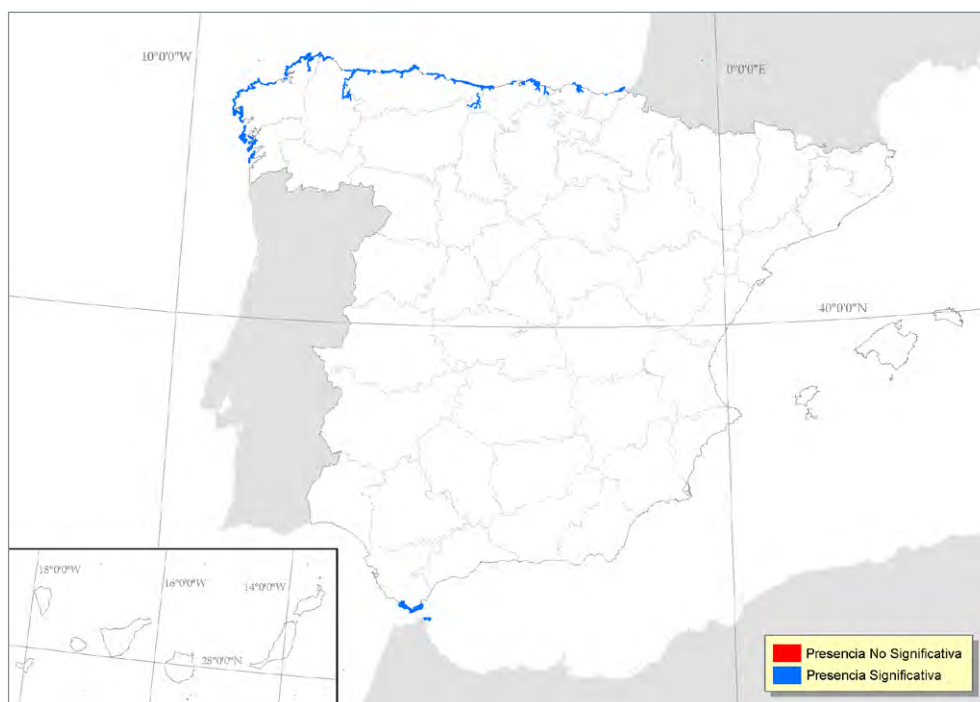 10°0'0"W
0°0'0"E
40°0'0"N
18°0'0"W
16°0'0"W
14°0'0"W
28°0'0"N
Presencia No Significativa
Presencia Significativa